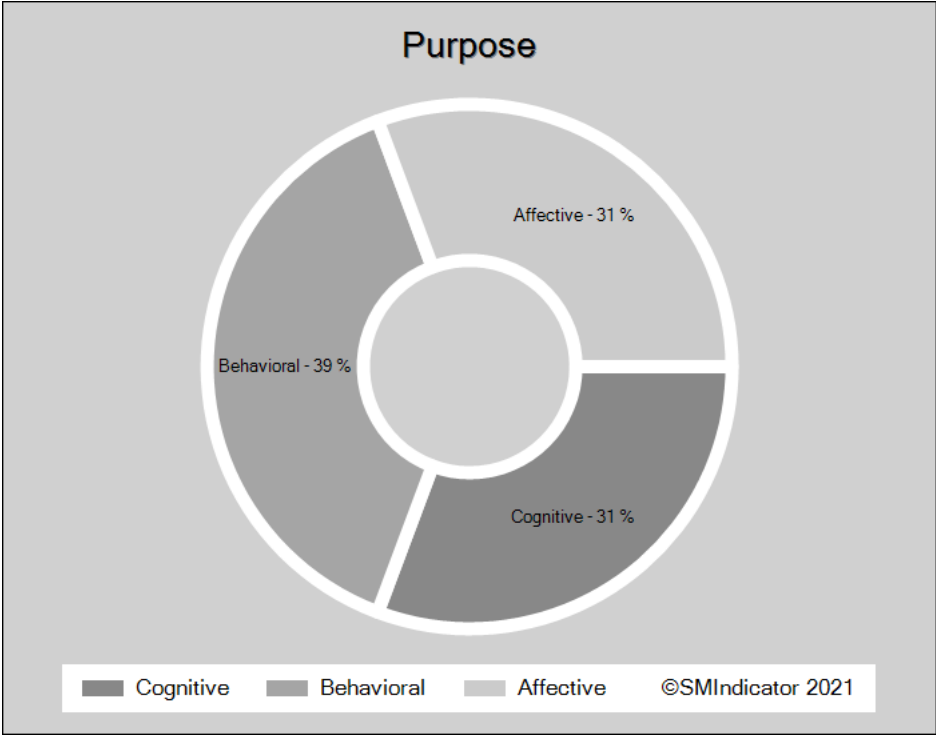 Purpose
Affective - 31 %
Behavioral - 39 %
Cognitive - 31 %
Cognitive Behavioral Affective ©SMIndicator 2021